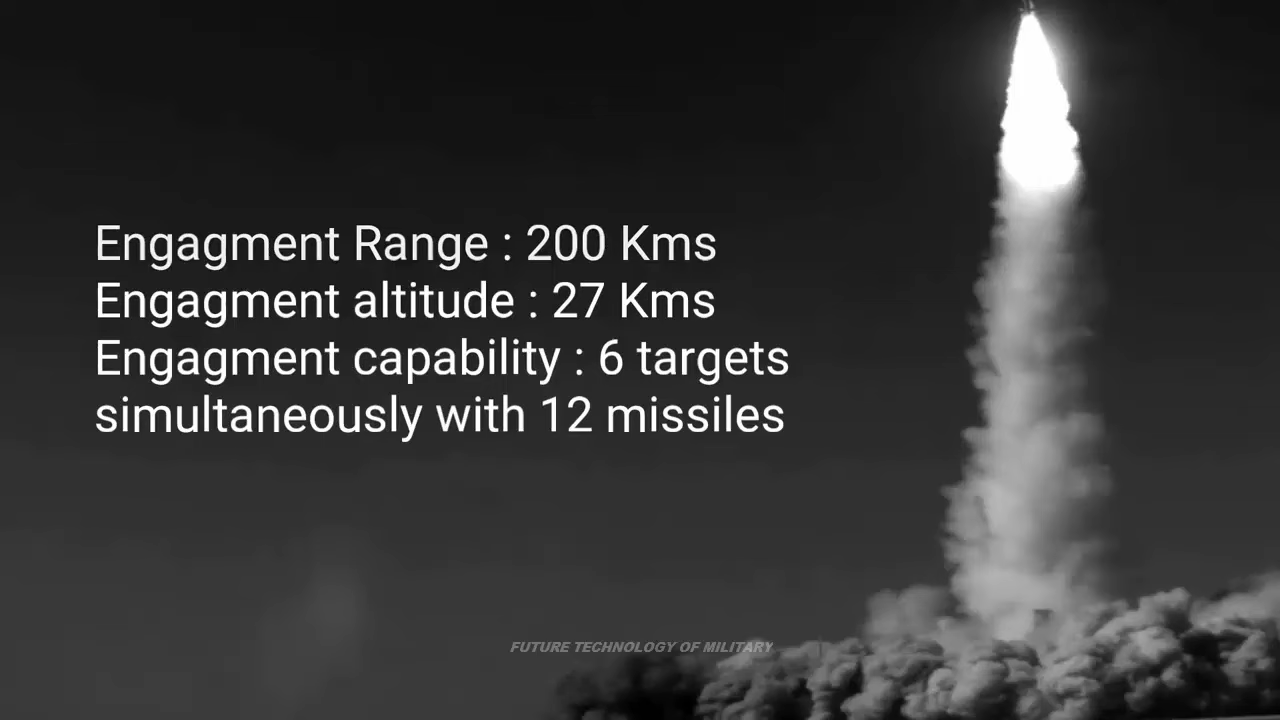 Engagment Range : 200 Kms
Engagment altitude : 27 Kms
Engagment capability : 6 targets
simultaneously with 12 missiles
FUTURE TECHNOLOGY OF MILITARY